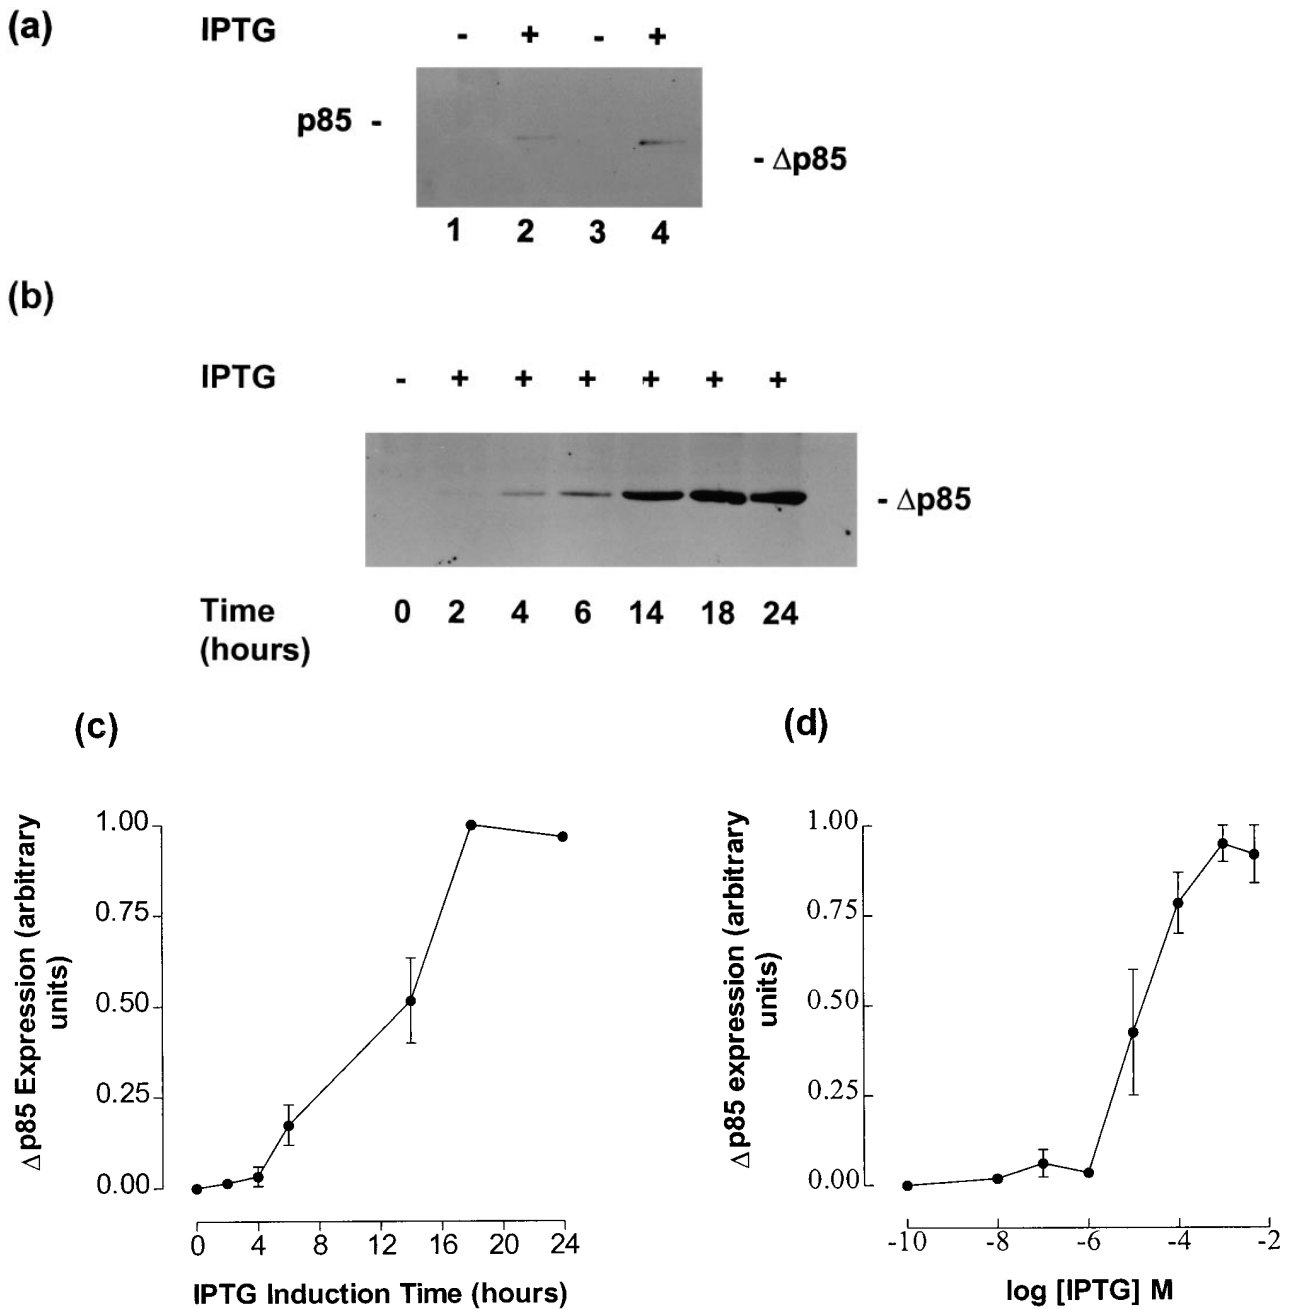 (a)
IPTG - + - +
p85 -
- Δp85
1 2 3 4
(b)
IPTG - + + + + + +
- Δp85
Time 0 2 4 6 14 18 24
(hours)
(c)
Δp85 Expression (arbitrary
units)
1.00
0.75
0.50
0.25
0.00
0 4 8 12 16 20 24
IPTG Induction Time (hours)
(d)
Δp85 expression (arbitrary
units)
1.00
0.75
0.50
0.25
0.00
-10 -8 -6 -4 -2
log [IPTG] M